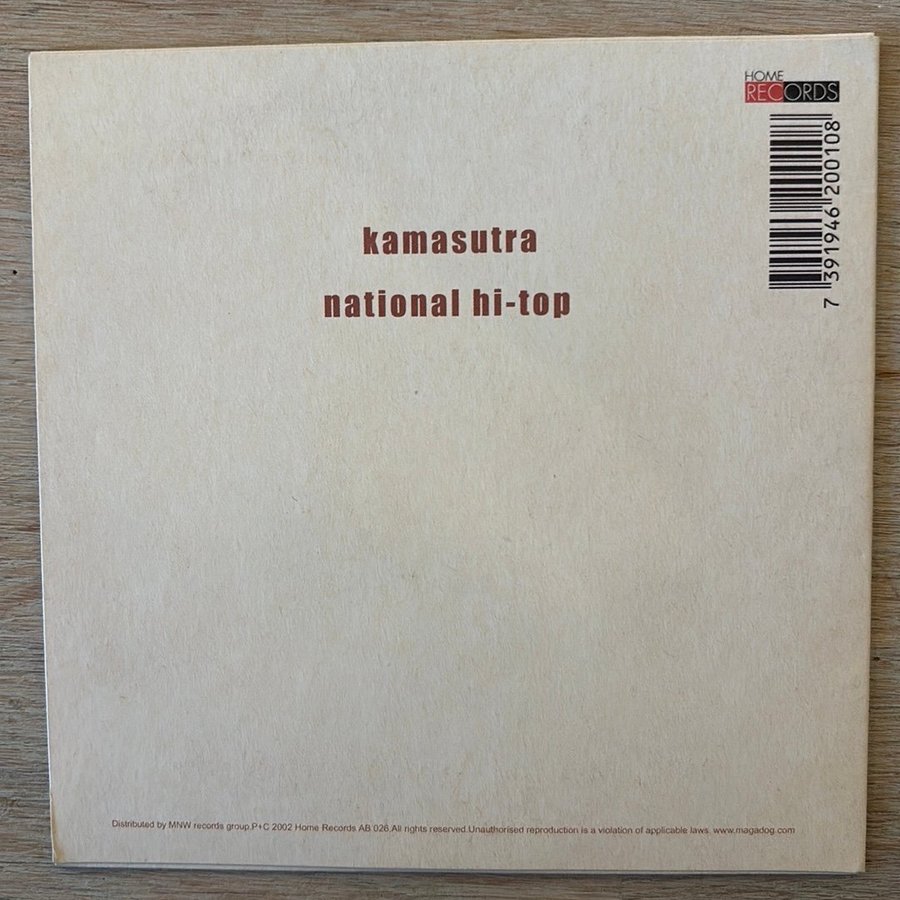 HOME
RECORDS
7 391946 200108
kamasutra
national hi-top
Distributed by MNW records group.P+C 2002 Home Records AB 026.All rights reserved.Unauthorised reproduction is a violation of applicable laws. www.magadog.com